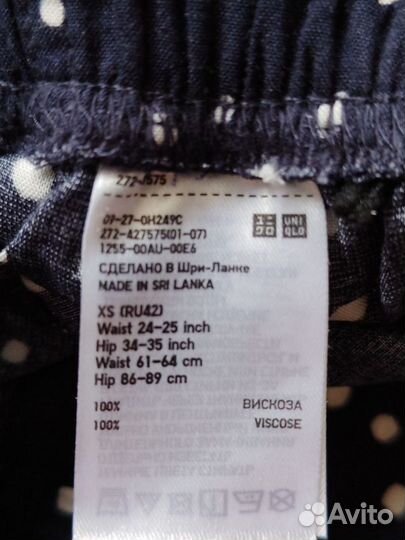 272-J575
09-27-0H249C
272-427575(01-07)
1255-00AU-00E6
UNI
QLO
СДЕЛАНО В Шри-Ланке
MADE IN SRI LANKA
XS (RU42)
Waist 24-25 inch
Hip 34-35 inch
Waist 61-64 cm
Hip 86-89 cm
100% ВИСКОЗА
100% VISCOSE
Avito